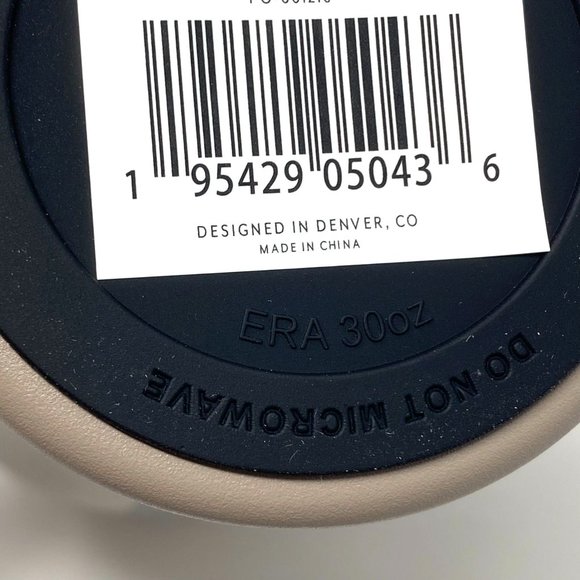 1 95429 05043 6
DESIGNED IN DENVER, CO
MADE IN CHINA
ERA 30oz
DO NOT MICROWAVE